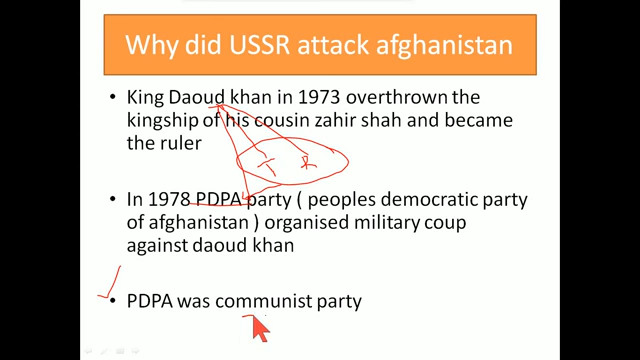 Why did USSR attack afghanistan
• King Daoud khan in 1973 overthrown the
kingship of his cousin zahir shah and became
the ruler
T R
• In 1978 PDPA party ( peoples democratic party
of afghanistan ) organised military coup
against daoud khan
• PDPA was communist party